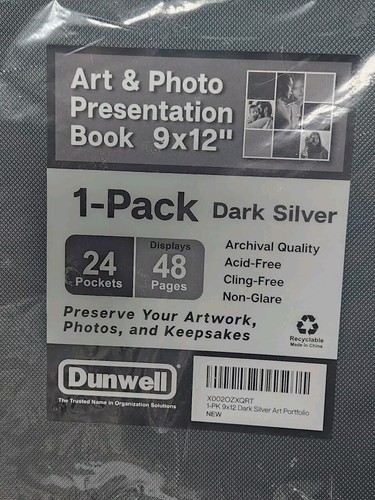 Art & Photo
Presentation
Book 9x12"
1-Pack Dark Silver
24
Pockets
Displays
48
Pages
Archival Quality
Acid-Free
Cling-Free
Non-Glare
Preserve Your Artwork,
Photos, and Keepsakes
Recyclable
Made in China
Dunwell®
The Trusted Name in Organization Solutions
X002OZXQRT
1-PK 9x12 Dark Silver Art Portfolio
NEW